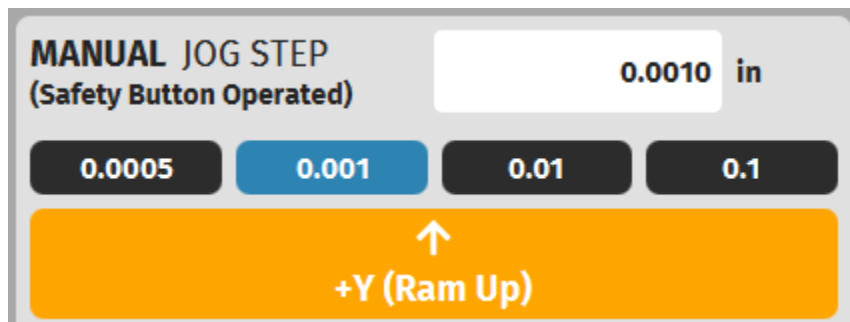 MANUAL JOG STEP
(Safety Button Operated)
0.0010 in
0.0005 0.001 0.01 0.1
+Y (Ram Up)